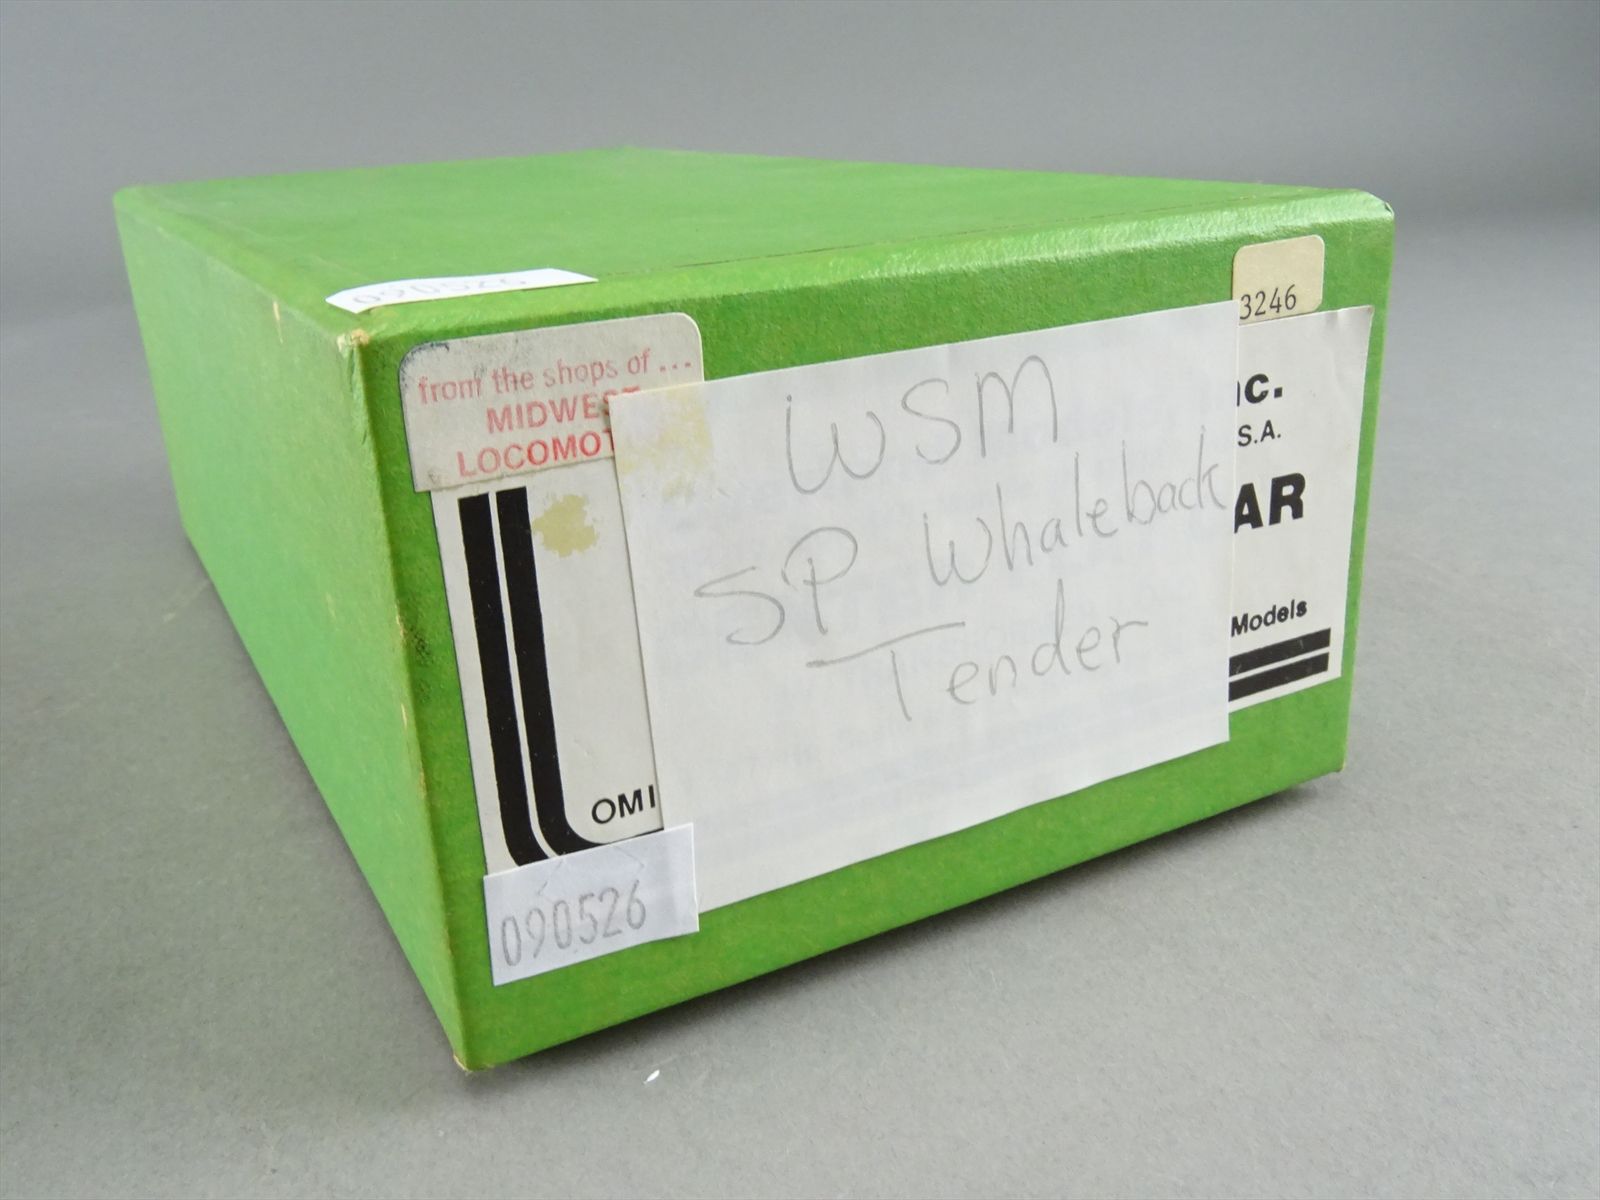 090526
from the shops of ...
MIDWEST
LOCOMOT
3246
nc.
S.A.
AR
Models
WSM
SP Whaleback
Tender
OMI
090526